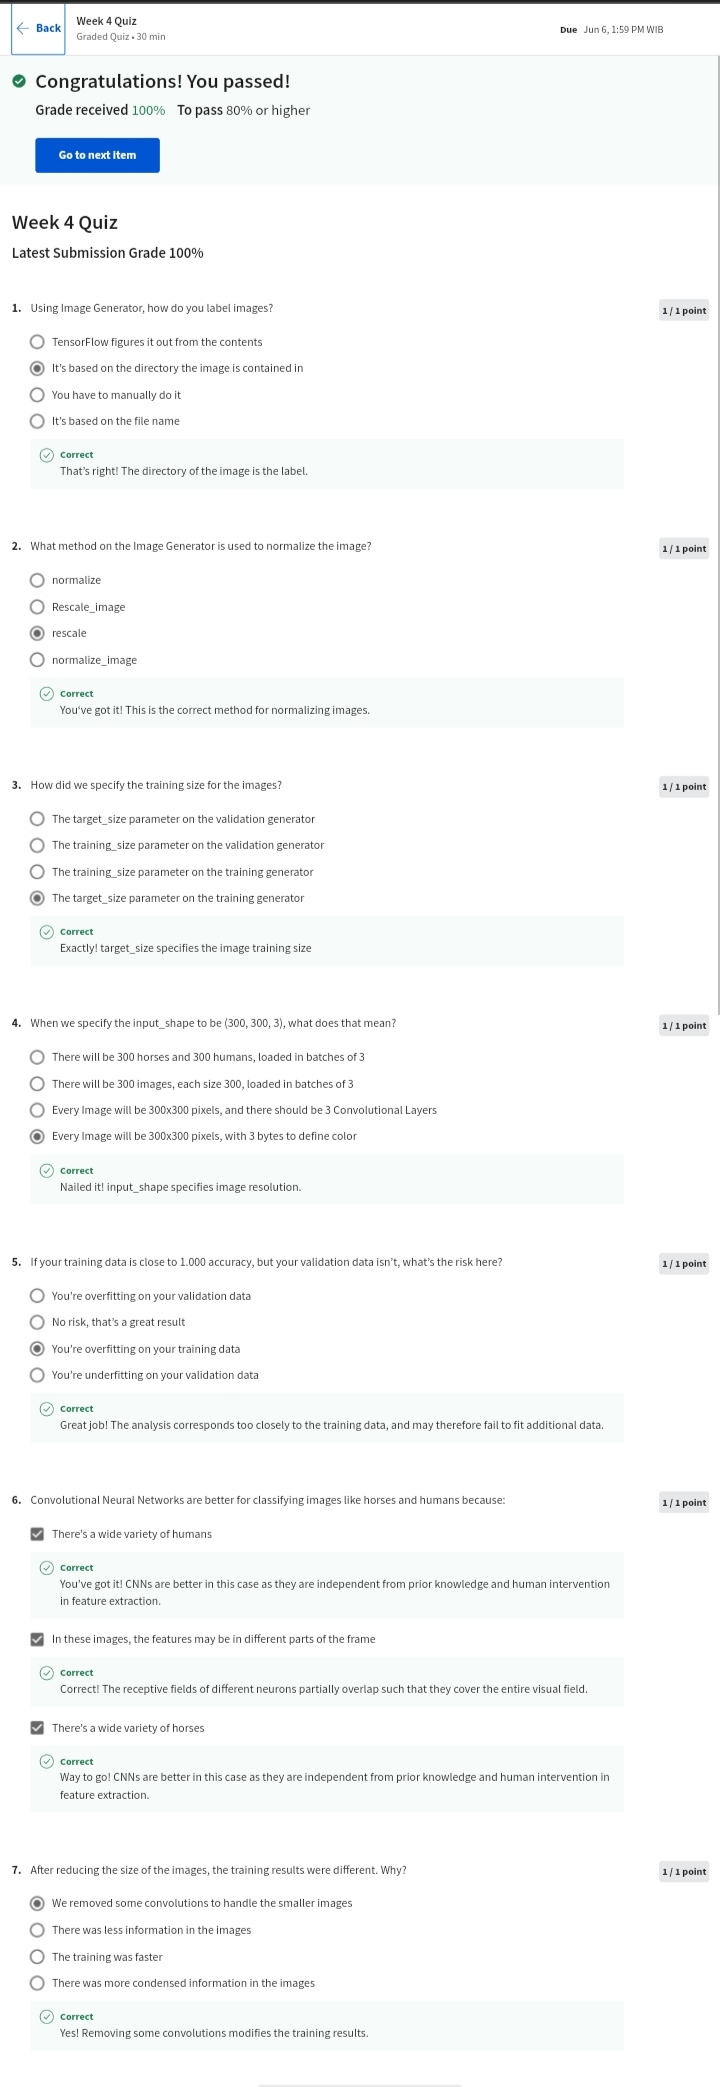 ← Back
Week 4 Quiz
Graded Quiz • 30 min
Due Jun 6, 1:59 PM WIB
Congratulations! You passed!
Grade received 100% To pass 80% or higher
Go to next item
Week 4 Quiz
Latest Submission Grade 100%
1. Using Image Generator, how do you label images?
1 / 1 point
TensorFlow figures it out from the contents
It's based on the directory the image is contained in
You have to manually do it
It's based on the file name
Correct
That's right! The directory of the image is the label.
2. What method on the Image Generator is used to normalize the image?
1 / 1 point
normalize
Rescale_image
rescale
normalize_image
Correct
You've got it! This is the correct method for normalizing images.
3. How did we specify the training size for the images?
1 / 1 point
The target_size parameter on the validation generator
The training_size parameter on the validation generator
The training_size parameter on the training generator
The target_size parameter on the training generator
Correct
Exactly! target_size specifies the image training size
4. When we specify the input_shape to be (300, 300, 3), what does that mean?
1 / 1 point
There will be 300 horses and 300 humans, loaded in batches of 3
There will be 300 images, each size 300, loaded in batches of 3
Every Image will be 300x300 pixels, and there should be 3 Convolutional Layers
Every Image will be 300x300 pixels, with 3 bytes to define color
Correct
Nailed it! input_shape specifies image resolution.
5. If your training data is close to 1.000 accuracy, but your validation data isn't, what's the risk here?
1 / 1 point
You're overfitting on your validation data
No risk, that's a great result
You're overfitting on your training data
You're underfitting on your validation data
Correct
Great job! The analysis corresponds too closely to the training data, and may therefore fail to fit additional data.
6. Convolutional Neural Networks are better for classifying images like horses and humans because:
1 / 1 point
There's a wide variety of humans
Correct
You've got it! CNNs are better in this case as they are independent from prior knowledge and human intervention
in feature extraction.
In these images, the features may be in different parts of the frame
Correct
Correct! The receptive fields of different neurons partially overlap such that they cover the entire visual field.
There's a wide variety of horses
Correct
Way to go! CNNs are better in this case as they are independent from prior knowledge and human intervention in
feature extraction.
7. After reducing the size of the images, the training results were different. Why?
1 / 1 point
We removed some convolutions to handle the smaller images
There was less information in the images
The training was faster
There was more condensed information in the images
Correct
Yes! Removing some convolutions modifies the training results.